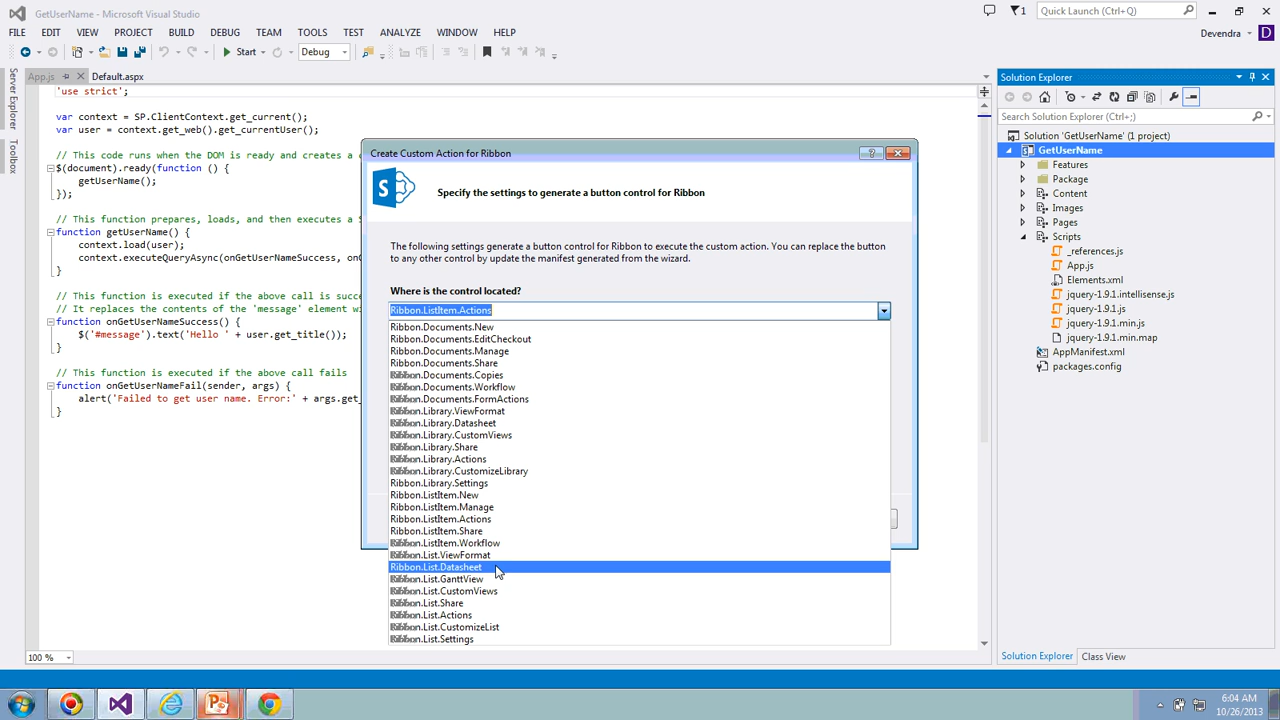 GetUserName - Microsoft Visual Studio
1
Quick Launch (Ctrl+Q)
FILE EDIT VIEW PROJECT BUILD DEBUG TEAM TOOLS TEST ANALYZE WINDOW HELP
Devendra D
Start Debug
Server Explorer
Toolbox
App.js Default.aspx
'use strict';
var context = SP.ClientContext.get_current();
var user = context.get_web().get_currentUser();
// This code runs when the DOM is ready and creates a
$(document).ready(function () {
getUserName();
});
// This function prepares, loads, and then executes a
function getUserName() {
context.load(user);
context.executeQueryAsync(onGetUserNameSuccess,
}
// This function is executed if the above call is
// It replaces the contents of the 'message' element
function onGetUserNameSuccess() {
$('#message').text('Hello ' + user.get_title());
}
// This function is executed if the above call fails
function onGetUserNameFail(sender, args) {
alert('Failed to get user name. Error:' + args.get_
}
100 %
Create Custom Action for Ribbon
S
Specify the settings to generate a button control for Ribbon
The following settings generate a button control for Ribbon to execute the custom action. You can replace the button
to any other control by update the manifest generated from the wizard.
Where is the control located?
Ribbon.ListItem.Actions
Ribbon.Documents.New
Ribbon.Documents.EditCheckout
Ribbon.Documents.Manage
Ribbon.Documents.Share
Ribbon.Documents.Copies
Ribbon.Documents.Workflow
Ribbon.Documents.FormActions
Ribbon.Library.ViewFormat
Ribbon.Library.Datasheet
Ribbon.Library.CustomViews
Ribbon.Library.Share
Ribbon.Library.Actions
Ribbon.Library.CustomizeLibrary
Ribbon.Library.Settings
Ribbon.ListItem.New
Ribbon.ListItem.Manage
Ribbon.ListItem.Actions
Ribbon.ListItem.Share
Ribbon.ListItem.Workflow
Ribbon.List.ViewFormat
Ribbon.List.Datasheet
Ribbon.List.GanttView
Ribbon.List.CustomViews
Ribbon.List.Share
Ribbon.List.Actions
Ribbon.List.CustomizeList
Ribbon.List.Settings
Solution Explorer
Search Solution Explorer (Ctrl+;)
Solution 'GetUserName' (1 project)
GetUserName
Features
Package
Content
Images
Pages
Scripts
_references.js
App.js
Elements.xml
jquery-1.9.1.intellisense.js
jquery-1.9.1.js
jquery-1.9.1.min.js
jquery-1.9.1.min.map
AppManifest.xml
packages.config
Solution Explorer Class View
6:04 AM
10/26/2013